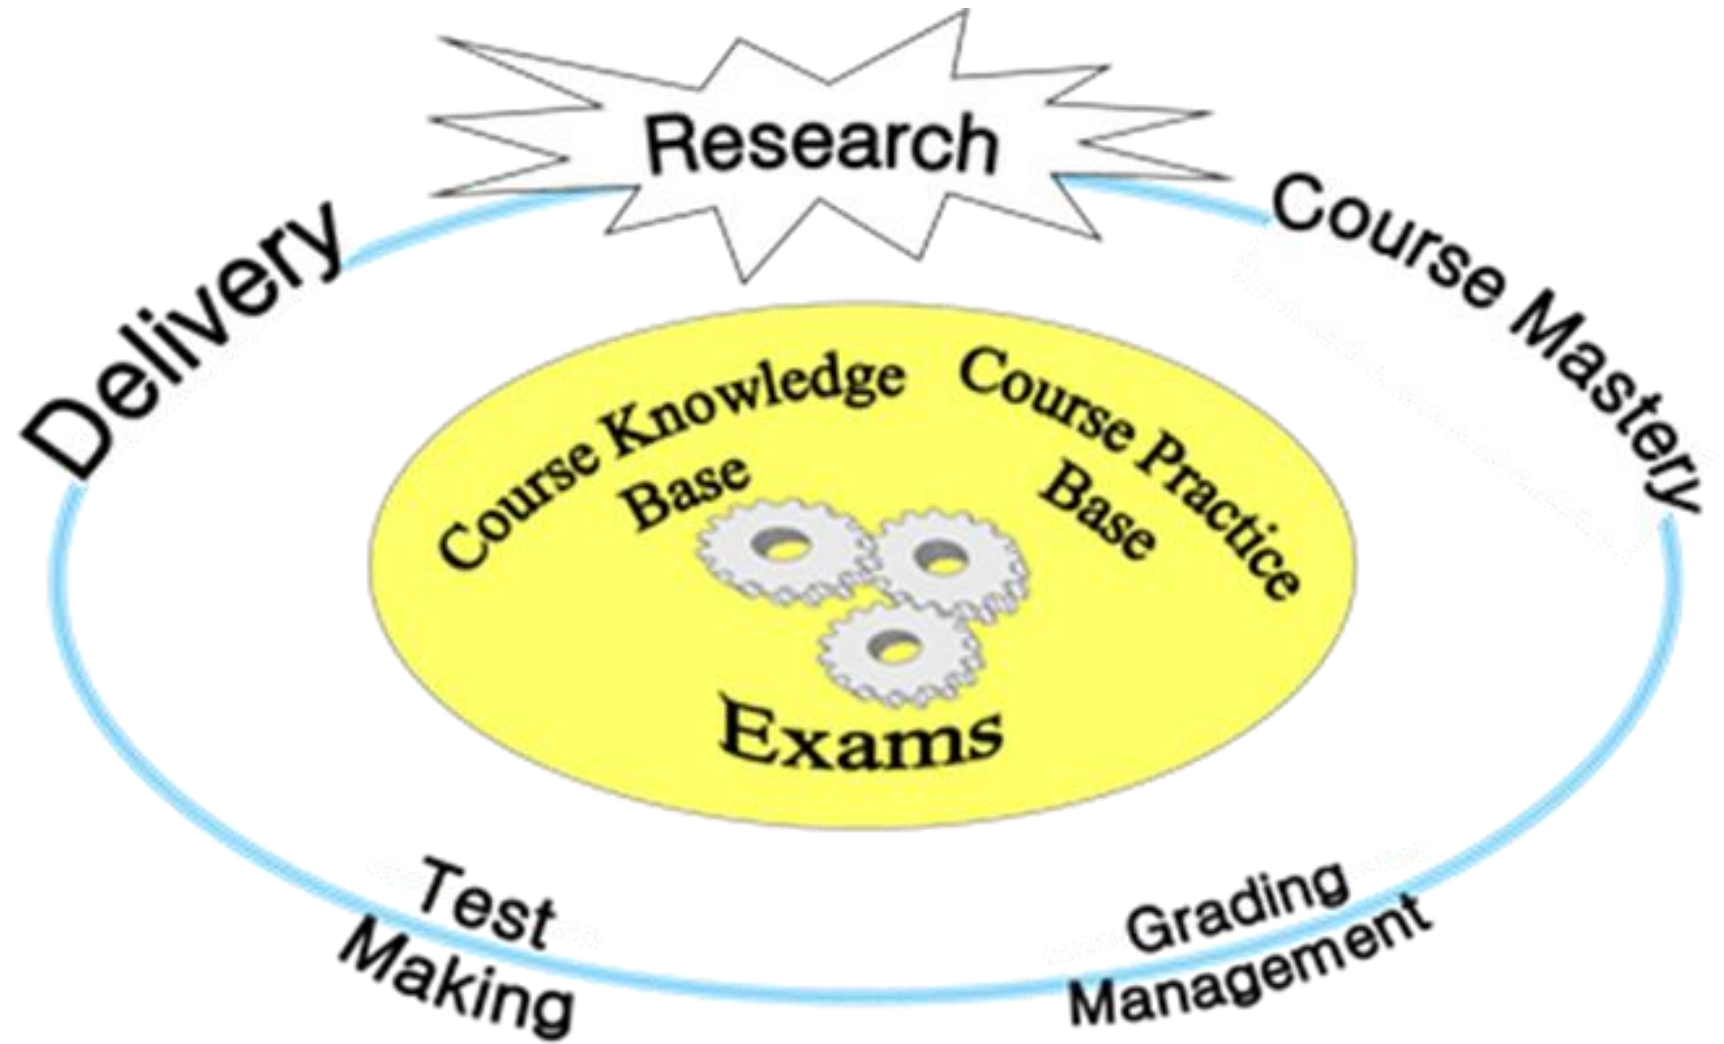 Research
Delivery
Course Mastery
Course Knowledge
Base
Course Practice
Base
Exams
Test
Making
Grading
Management